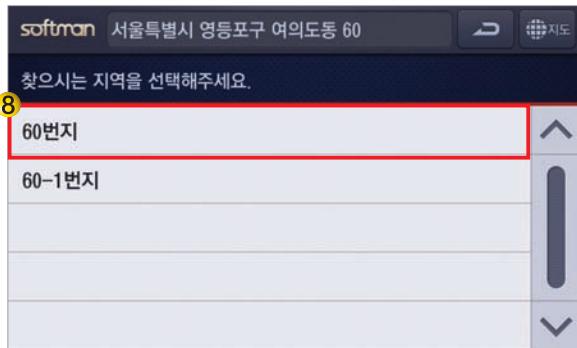 softman 서울특별시 영등포구 여의도동 60 지도
찾으시는 지역을 선택해주세요.
8
60번지
60-1번지